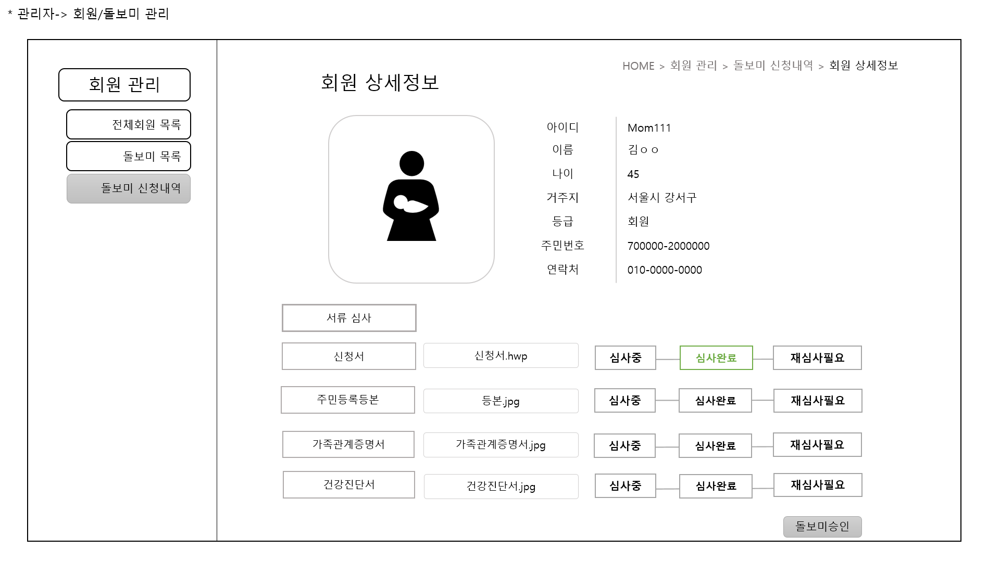 * 관리자-> 회원/돌보미 관리
HOME > 회원 관리 > 돌보미 신청내역 > 회원 상세정보
회원 관리
전체회원 목록
돌보미 목록
돌보미 신청내역
회원 상세정보
아이디 Mom111
이름 김ㅇㅇ
나이 45
거주지 서울시 강서구
등급 회원
주민번호 700000-2000000
연락처 010-0000-0000
서류 심사
신청서 신청서.hwp 심사중 심사완료 재심사필요
주민등록등본 등본.jpg 심사중 심사완료 재심사필요
가족관계증명서 가족관계증명서.jpg 심사중 심사완료 재심사필요
건강진단서 건강진단서.jpg 심사중 심사완료 재심사필요
돌보미승인